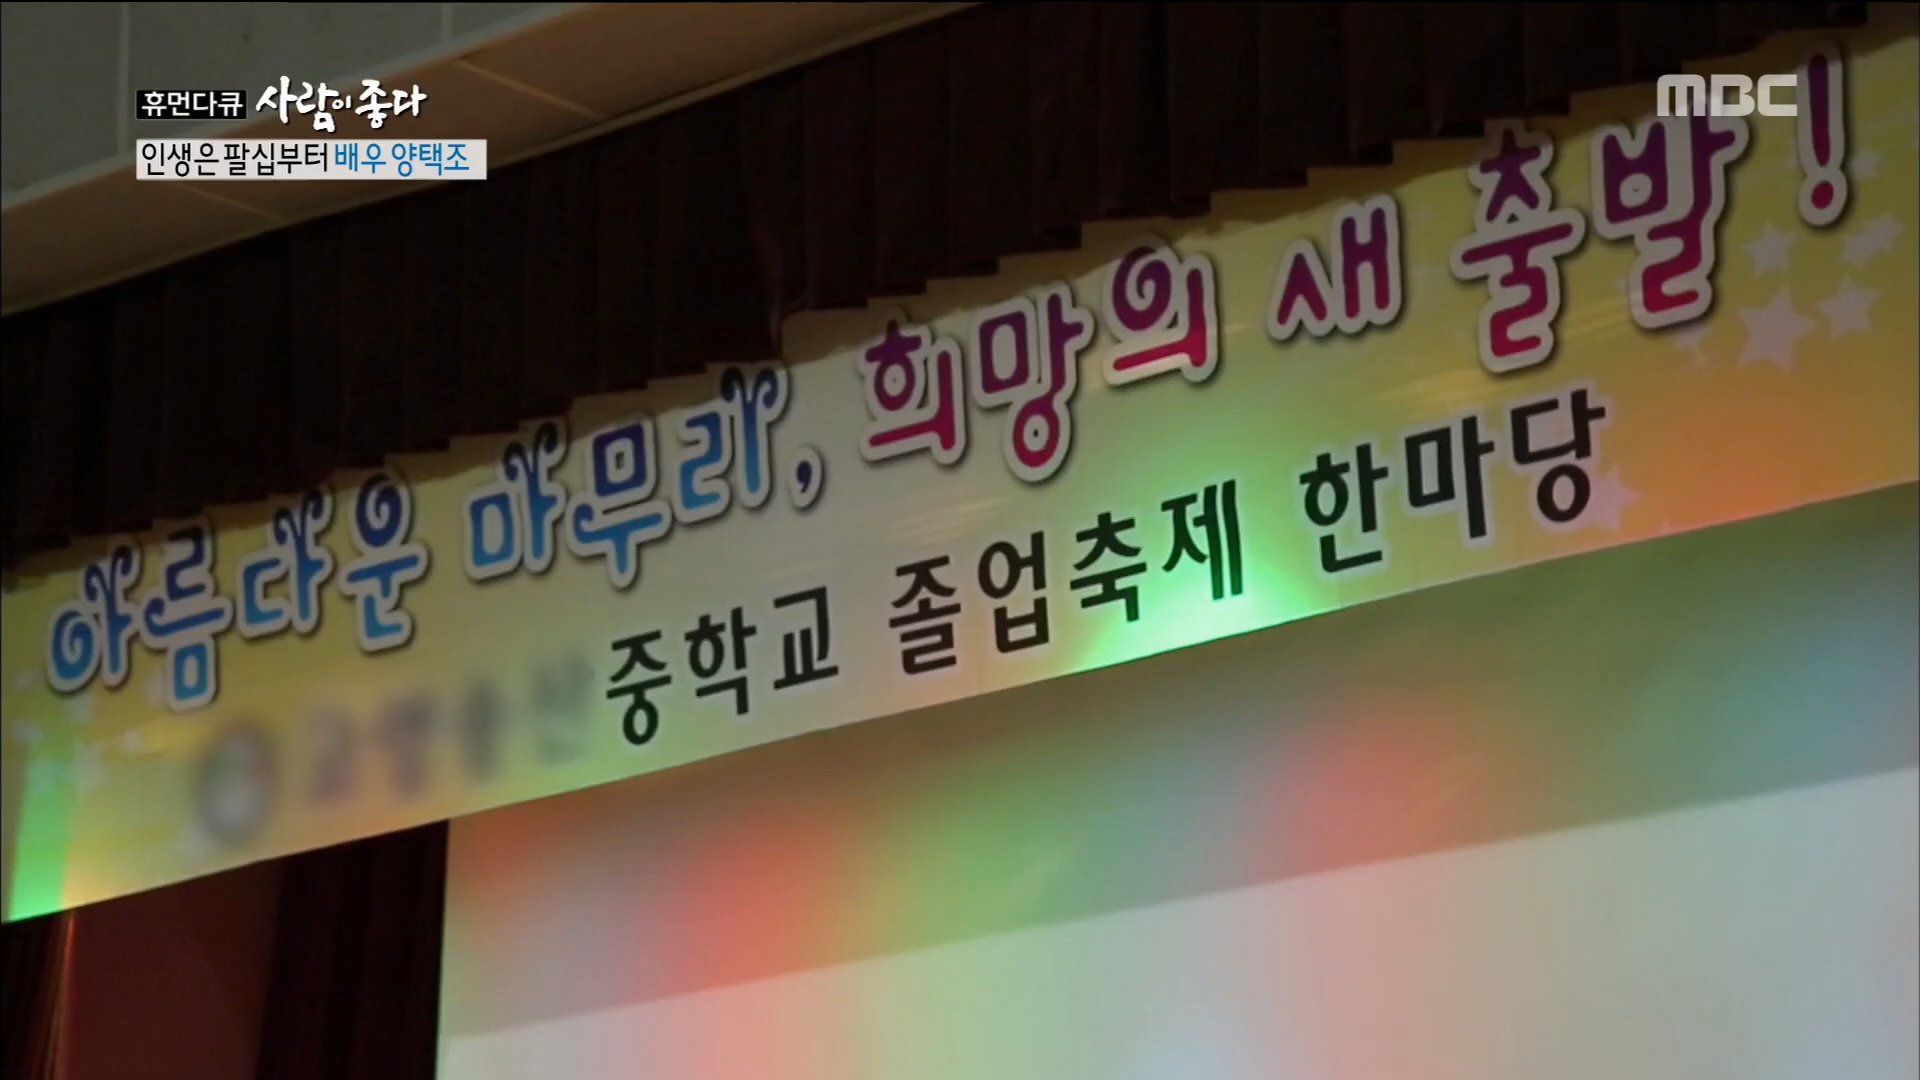 휴먼다큐 사람이 좋다
인생은 팔십부터 배우 양택조
MBC
아름다운 마무리, 희망의 새 출발!
중학교 졸업축제 한마당